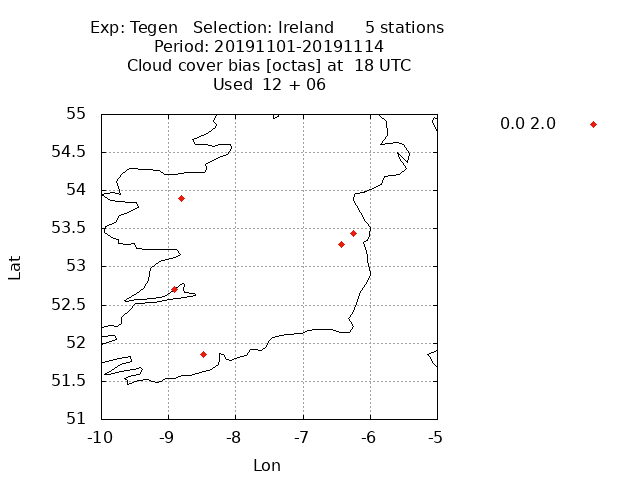 Exp: Tegen   Selection: Ireland      5 stations
Period: 20191101-20191114
Cloud cover bias [octas] at  18 UTC
Used  12 + 06
0.0 2.0
55
54.5
54
53.5
53
52.5
52
51.5
51
Lat
-10 -9 -8 -7 -6 -5
Lon